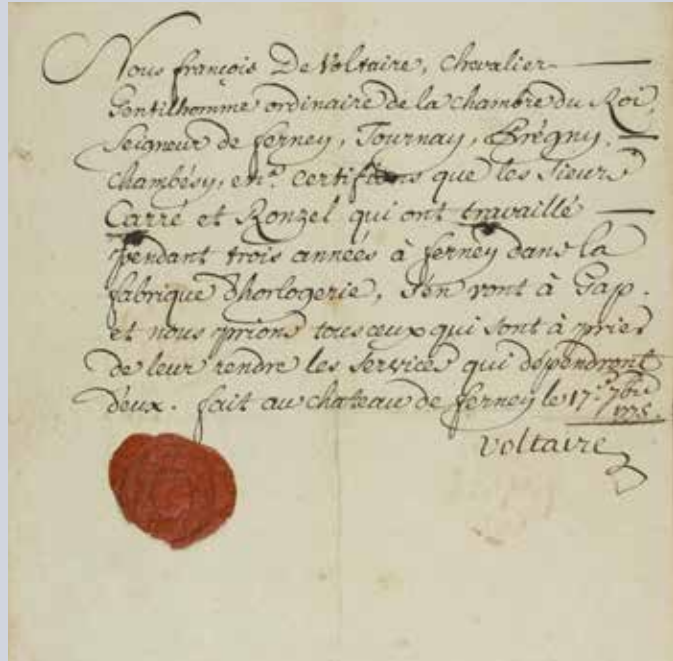 Nous françois De Voltaire, chevalier
Gentilhomme ordinaire de la chambre du Roi,
Seigneur de ferney, Tournay, Prégny,
chambésy, en.ª certifions que les Sieurs
Carré et Ronzel qui ont travaillé
pendant trois années à ferney dans la
fabrique d'horlogerie, s'en vont à Gap.
et nous prions tous ceux qui sont à prier
de leur rendre les Services qui dépendront
d'eux. fait au chateau de ferney le 17.e 7bre
1775.
voltaire